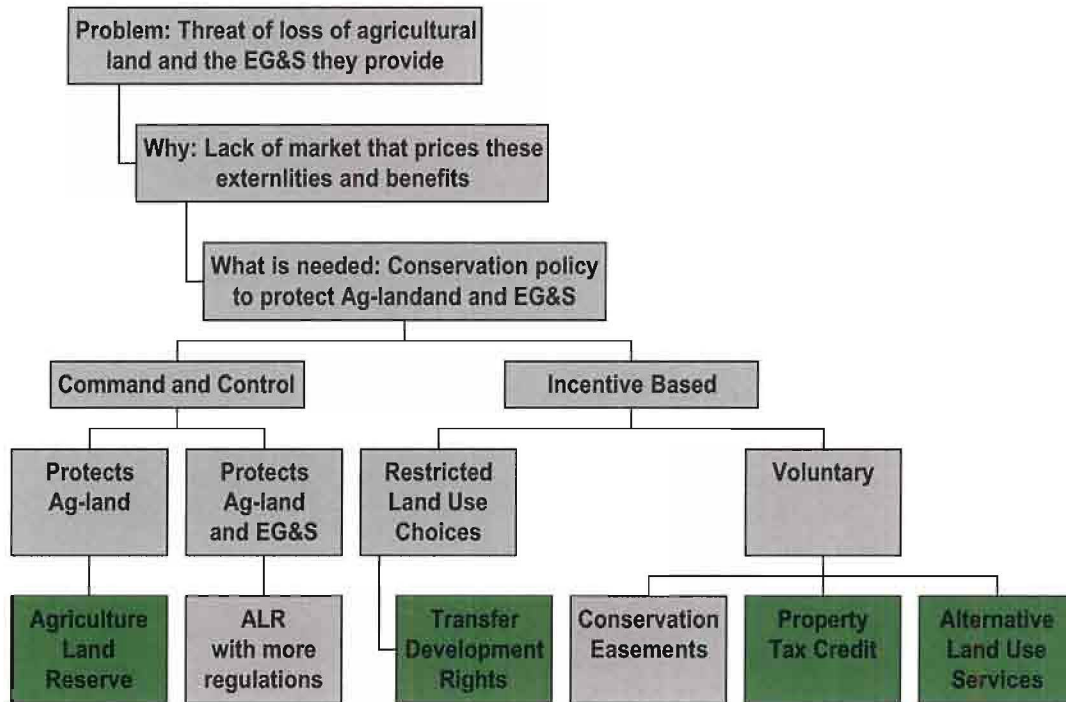 Problem: Threat of loss of agricultural
land and the EG&S they provide
Why: Lack of market that prices these
externlities and benefits
What is needed: Conservation policy
to protect Ag-landand and EG&S
Command and Control
Incentive Based
Protects
Ag-land
Protects
Ag-land
and EG&S
Restricted
Land Use
Choices
Voluntary
Agriculture
Land
Reserve
ALR
with more
regulations
Transfer
Development
Rights
Conservation
Easements
Property
Tax Credit
Alternative
Land Use
Services